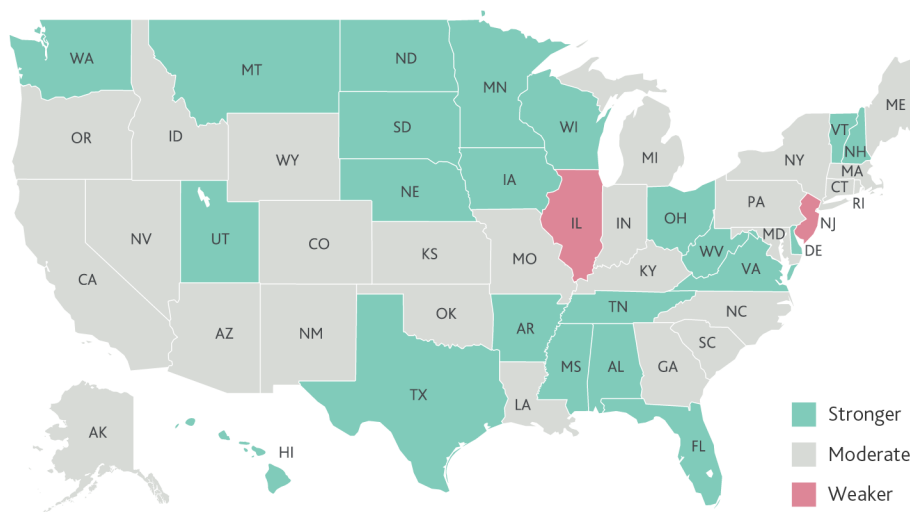 WA
MT
ND
MN
ME
OR
ID
SD
WI
VT
NH
WY
MI
NY
MA
NE
IA
CT
RI
PA
NV
UT
IL
IN
OH
NJ
CO
MD
DE
KS
MO
WV
VA
CA
KY
OK
TN
NC
AZ
NM
AR
SC
MS
AL
GA
TX
LA
AK
HI
FL
Stronger
Moderate
Weaker